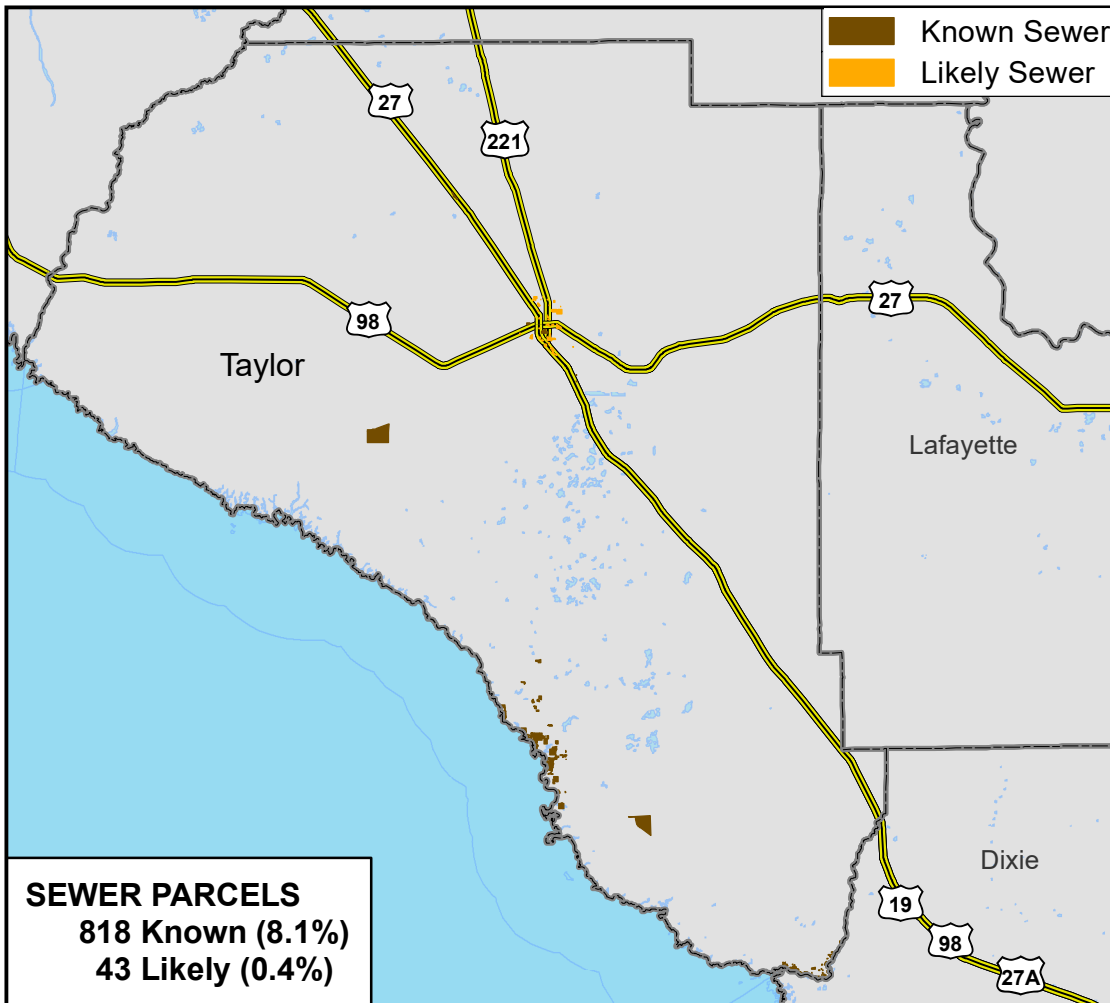 Known Sewer
Likely Sewer
27
221
98
27
Taylor
Lafayette
Dixie
19
98
27A
SEWER PARCELS
818 Known (8.1%)
43 Likely (0.4%)